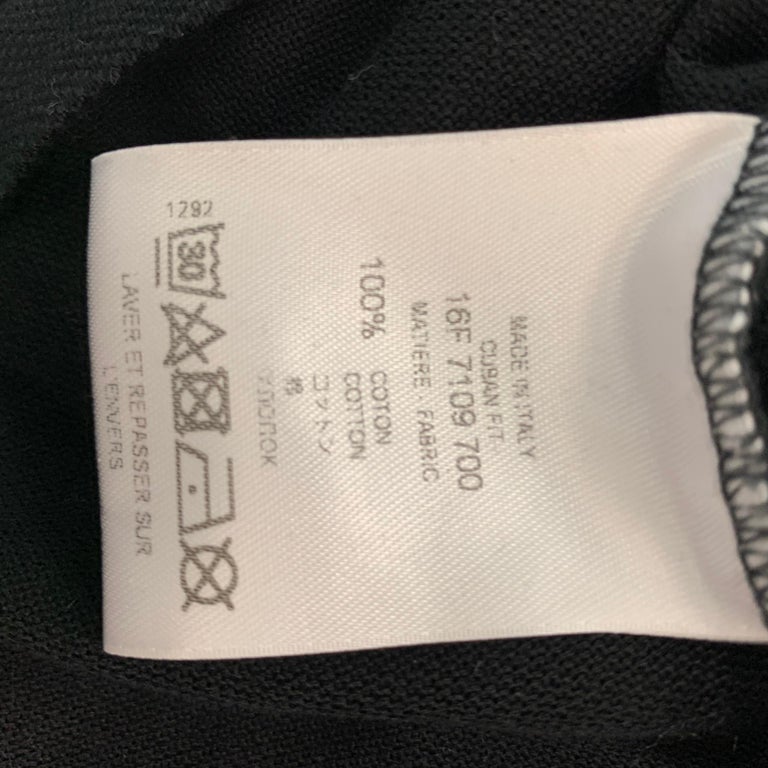 MADE IN ITALY
CUBAN FIT
16F 7109 700
MATIERE - FABRIC
100% COTON
COTTON
コットン
棉
ХЛОПОК
1292
30
LAVER ET REPASSER SUR
L'ENVERS